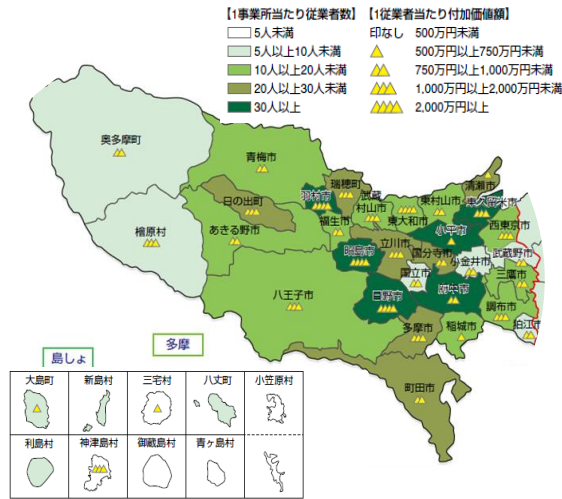 【1事業所当たり従業者数】【1従業者当たり付加価値額】
5人未満 印なし 500万円未満
5人以上10人未満 500万円以上750万円未満
10人以上20人未満 750万円以上1,000万円未満
20人以上30人未満 1,000万円以上2,000万円未満
30人以上 2,000万円以上
奥多摩町
青梅市
瑞穂町
清瀬市
日の出町
羽村市
武蔵
村山市
東大和市
東村山市
東久留米市
檜原村
あきる野市
福生市
小平市
西東京市
昭島市
立川市
国分寺市
小金井市
武蔵野市
国立市
三鷹市
八王子市
日野市
府中市
調布市
狛江市
多摩市
稲城市
町田市
多摩
島しょ
大島町 新島村 三宅村 八丈町 小笠原村
利島村 神津島村 御蔵島村 青ヶ島村